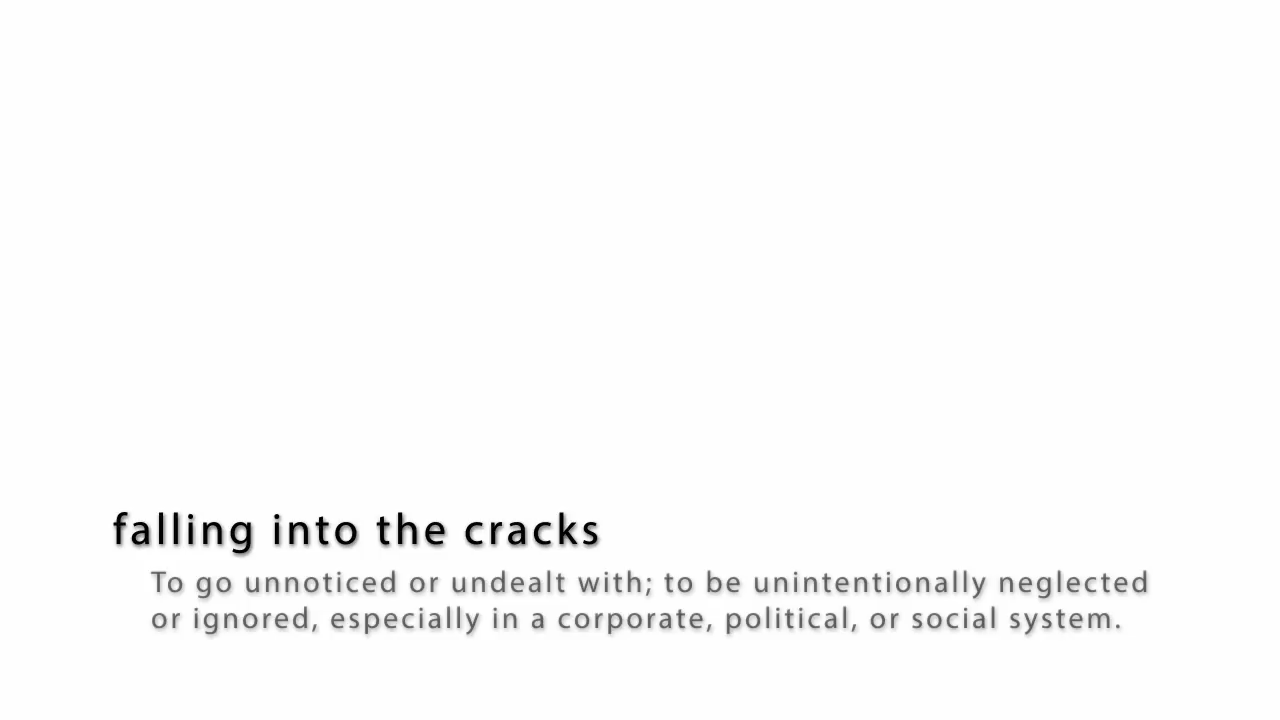 falling into the cracks
To go unnoticed or undealt with; to be unintentionally neglected
or ignored, especially in a corporate, political, or social system.